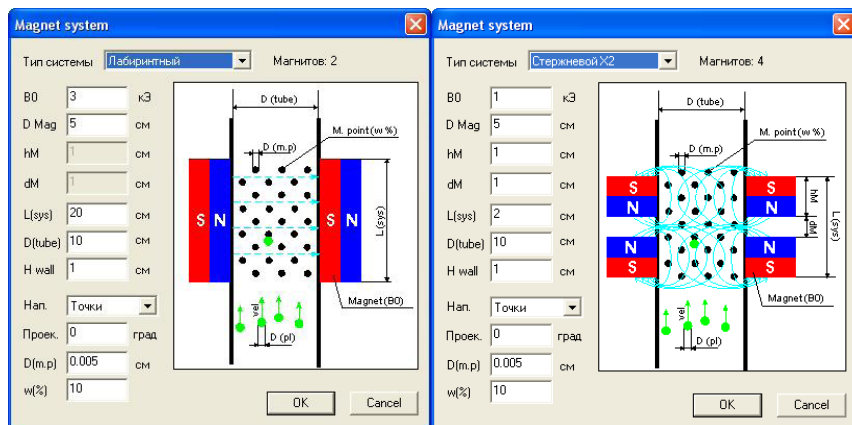 Magnet system
Тип системы Лабиринтный Магнитов: 2
B0 3 кЭ
D Mag 5 см
hM 1 см
dM 1 см
L(sys) 20 см
D(tube) 10 см
H wall 1 см
Нап. Точки
Проек. 0 град
D(m.p) 0.005 см
w(%) 10
D (tube)
M. point(w %)
D (m.p)
S N S N
L(sys)
Magnet(B0)
vel
D (pl)
OK Cancel
Magnet system
Тип системы Стержневой X2 Магнитов: 4
B0 1 кЭ
D Mag 5 см
hM 1 см
dM 1 см
L(sys) 2 см
D(tube) 10 см
H wall 1 см
Нап. Точки
Проек. 0 град
D(m.p) 0.005 см
w(%) 10
D (tube)
M. point(w %)
D (m.p)
S S
N N
N N
S S
hM
dM
L(sys)
Magnet(B0)
vel
D (pl)
OK Cancel